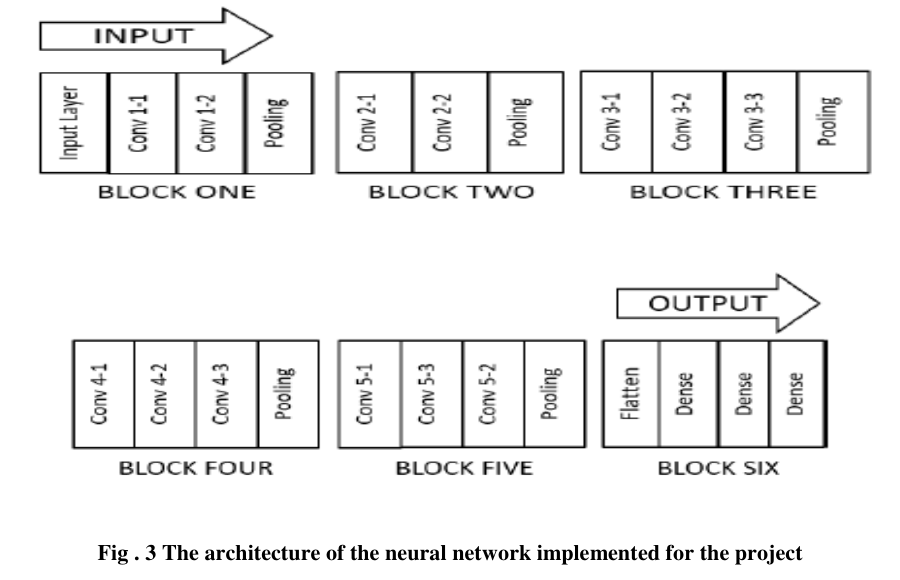 INPUT
Input Layer
Conv 1-1
Conv 1-2
Pooling
BLOCK ONE
Conv 2-1
Conv 2-2
Pooling
BLOCK TWO
Conv 3-1
Conv 3-2
Conv 3-3
Pooling
BLOCK THREE
Conv 4-1
Conv 4-2
Conv 4-3
Pooling
BLOCK FOUR
Conv 5-1
Conv 5-3
Conv 5-2
Pooling
BLOCK FIVE
OUTPUT
Flatten
Dense
Dense
Dense
BLOCK SIX
Fig . 3 The architecture of the neural network implemented for the project